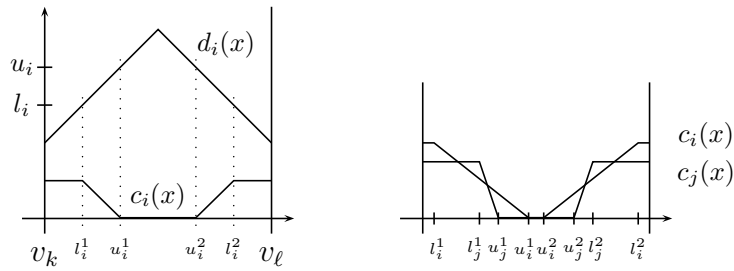 d_i(x)
u_i
l_i
c_i(x)
v_k l_i^1 u_i^1 u_i^2 l_i^2 v_ℓ
c_i(x)
c_j(x)
l_i^1 l_j^1 u_j^1 u_i^1 u_i^2 u_j^2 l_j^2 l_i^2